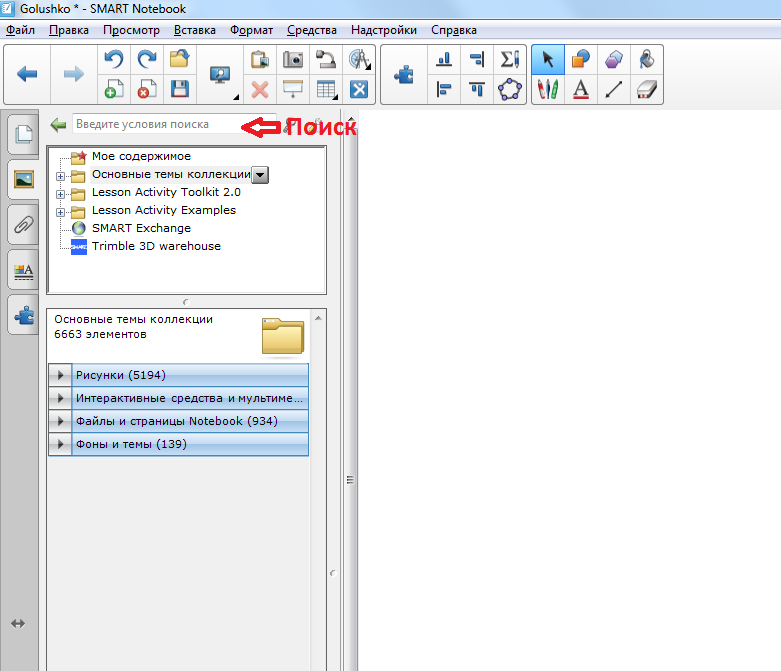 Golushko * - SMART Notebook
Файл Правка Просмотр Вставка Формат Средства Надстройки Справка
Введите условия поиска
Поиск
Мое содержимое
Основные темы коллекции
Lesson Activity Toolkit 2.0
Lesson Activity Examples
SMART Exchange
Trimble 3D warehouse
Основные темы коллекции
6663 элементов
Рисунки (5194)
Интерактивные средства и мультиме...
Файлы и страницы Notebook (934)
Фоны и темы (139)